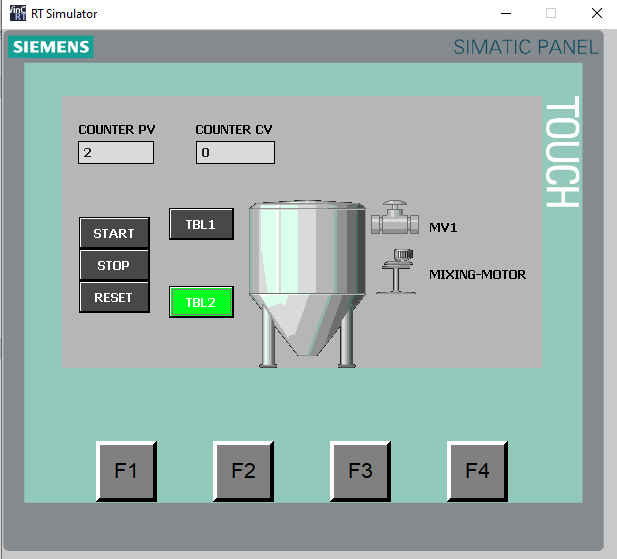 RT Simulator
SIEMENS
SIMATIC PANEL
TOUCH
COUNTER PV
COUNTER CV
2
0
START
STOP
RESET
TBL1
TBL2
MV1
MIXING-MOTOR
F1
F2
F3
F4